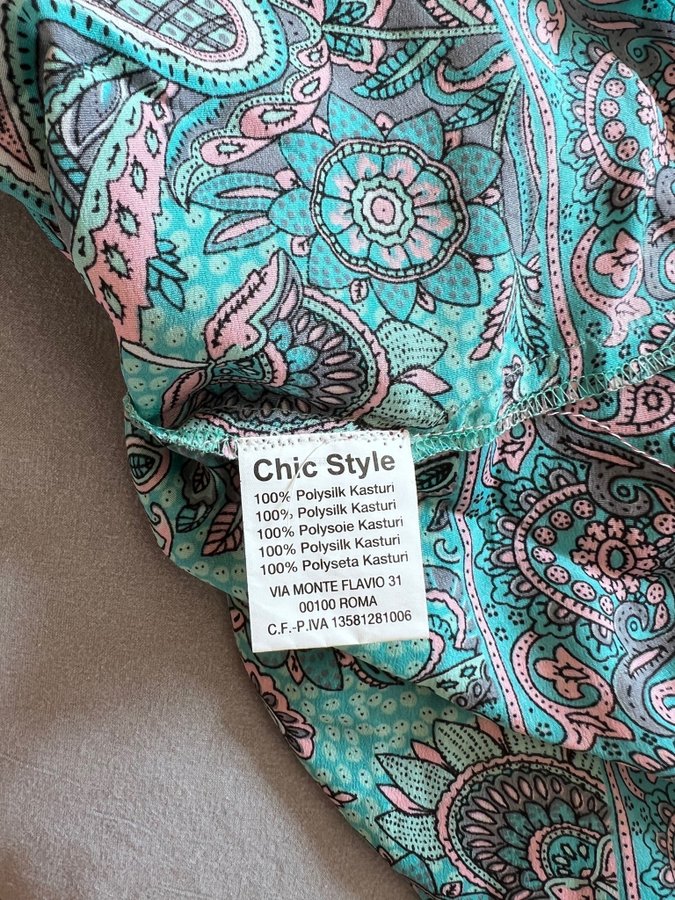 Chic Style
100% Polysilk Kasturi
100% Polysilk Kasturi
100% Polysoie Kasturi
100% Polysilk Kasturi
100% Polyseta Kasturi
VIA MONTE FLAVIO 31
00100 ROMA
C.F.-P.IVA 13581281006